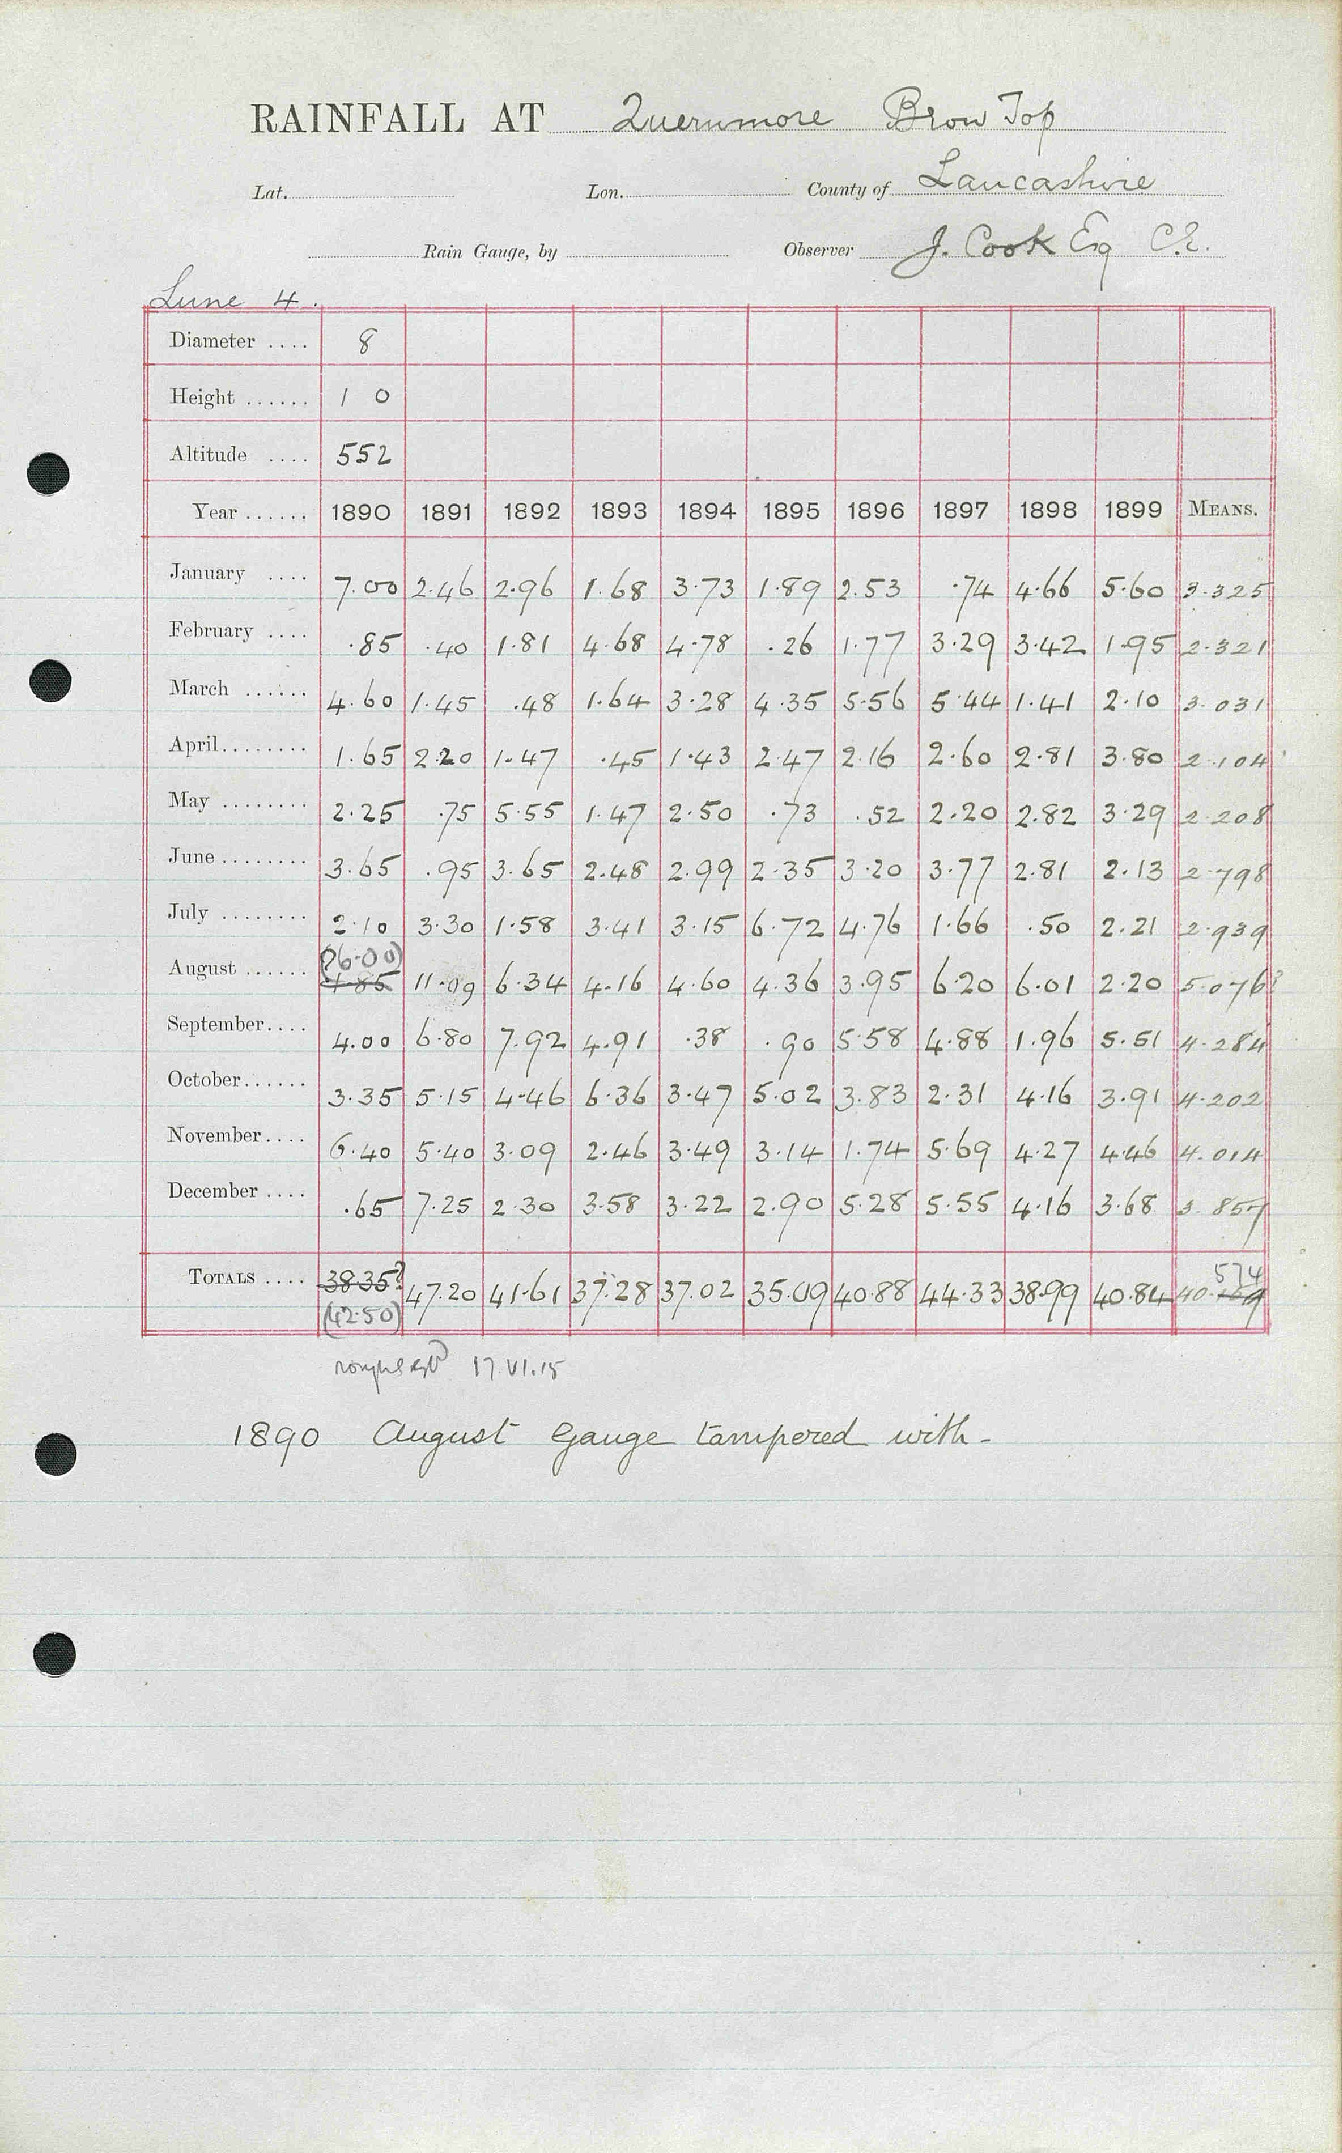 RAINFALL AT Quernmore Brow Top
Lat. Lon. County of Lancashire
Rain Gauge, by Observer J. Cook Esq C.E.
Lune 4.
Diameter .... 8
Height ...... 1 0
Altitude .... 552
Year ...... 1890 1891 1892 1893 1894 1895 1896 1897 1898 1899 MEANS.
January .... 7.00 2.46 2.96 1.68 3.73 1.89 2.53 .74 4.66 5.60 3.325
February .... .85 .40 1.81 4.68 4.78 .26 1.77 3.29 3.42 1.95 2.321
March ...... 4.60 1.45 .48 1.64 3.28 4.35 5.56 5.44 1.41 2.10 3.031
April ........ 1.65 2.20 1.47 .45 1.43 2.47 2.16 2.60 2.81 3.80 2.104
May ........ 2.25 .75 5.55 1.47 2.50 .73 .52 2.20 2.82 3.29 2.208
June ........ 3.65 .95 3.65 2.48 2.99 2.35 3.20 3.77 2.81 2.13 2.798
July ........ 2.10 3.30 1.58 3.41 3.15 6.72 4.76 1.66 .50 2.21 2.939
(?6.00)
August ...... 1.85 11.09 6.34 4.16 4.60 4.36 3.95 6.20 6.01 2.20 5.076?
September.... 4.00 6.80 7.92 4.91 .38 .90 5.58 4.88 1.96 5.51 4.284
October...... 3.35 5.15 4.46 6.36 3.47 5.02 3.83 2.31 4.16 3.91 4.202
November.... 6.40 5.40 3.09 2.46 3.49 3.14 1.74 5.69 4.27 4.46 4.014
December .... .65 7.25 2.30 3.58 3.22 2.90 5.28 5.55 4.16 3.68 3.857
TOTALS .... 38.35? 47.20 41.61 37.28 37.02 35.09 40.88 44.33 38.99 40.84 40.574
(42.50)
17.VI.15
1890 August Gauge tampered with-